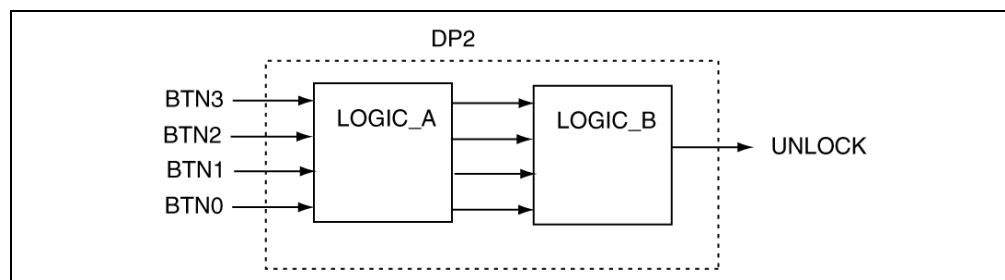 DP2
BTN3
BTN2
BTN1
BTN0
LOGIC_A
LOGIC_B
UNLOCK